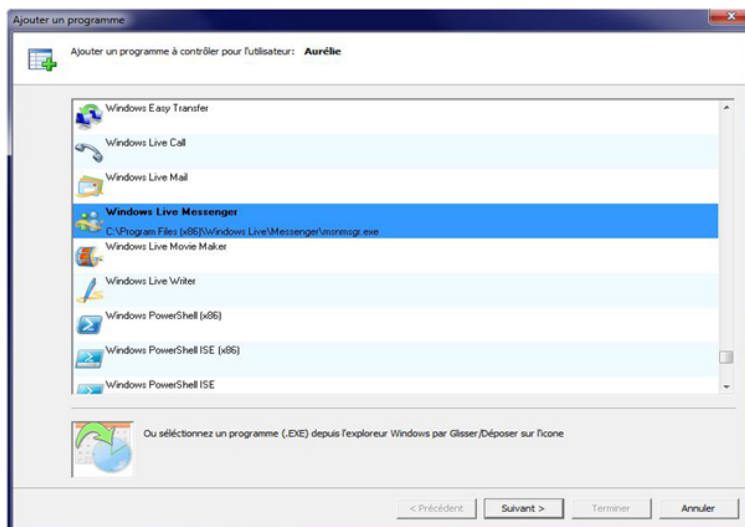 Ajouter un programme
Ajouter un programme à contrôler pour l'utilisateur: Aurélie
Windows Easy Transfer
Windows Live Call
Windows Live Mail
Windows Live Messenger
C:\Program Files (x86)\Windows Live\Messenger\msnmsgr.exe
Windows Live Movie Maker
Windows Live Writer
Windows PowerShell (x86)
Windows PowerShell ISE (x86)
Windows PowerShell ISE
Ou séléctionnez un programme (.EXE) depuis l'exploreur Windows par Glisser/Déposer sur l'icone
< Précédent
Suivant >
Terminer
Annuler